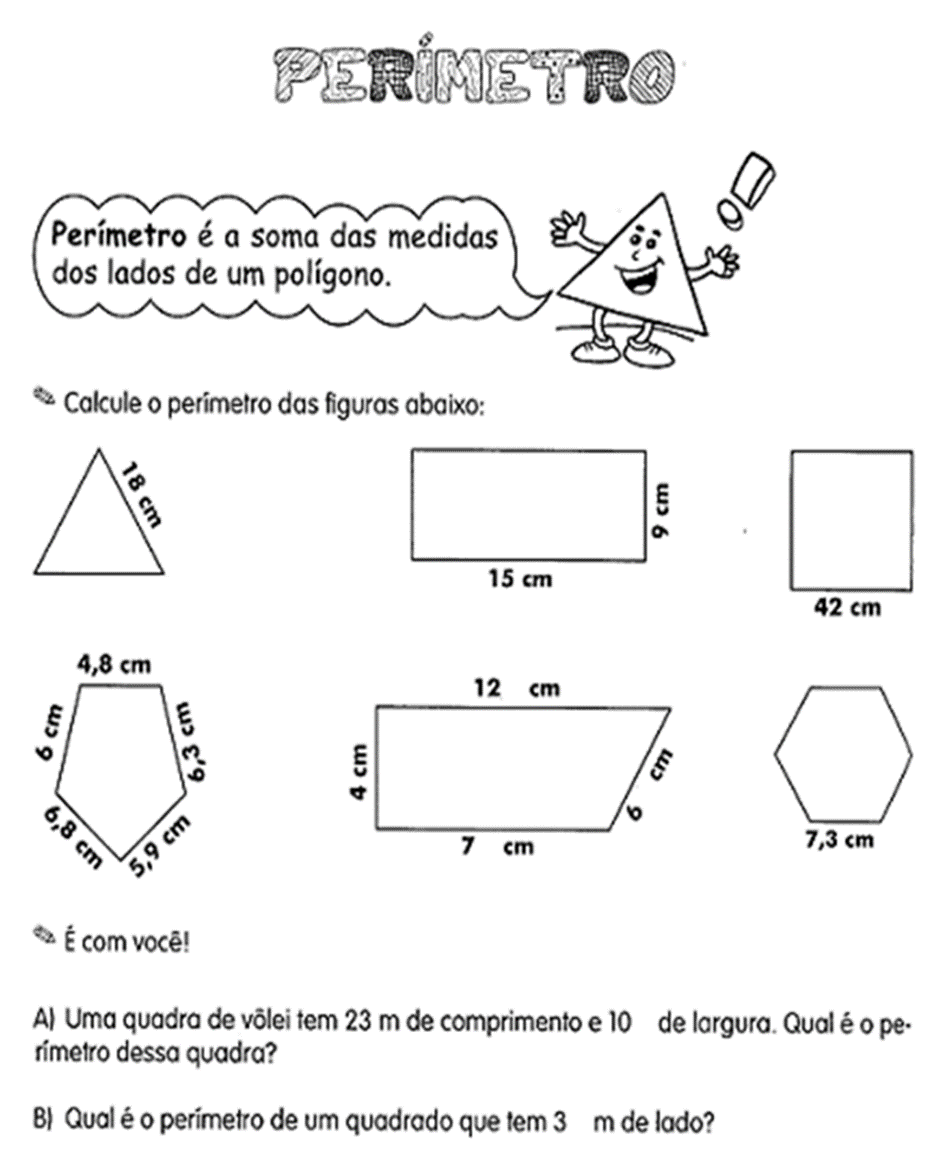 PERÍMETRO
Perímetro é a soma das medidas
dos lados de um polígono.
Calcule o perímetro das figuras abaixo:
18 cm
9 cm
15 cm
42 cm
4,8 cm
6 cm
6,3 cm
6,8 cm
5,9 cm
12 cm
4 cm
6 cm
7 cm
7,3 cm
É com você!
A) Uma quadra de vôlei tem 23 m de comprimento e 10 de largura. Qual é o pe-
rímetro dessa quadra?
B) Qual é o perímetro de um quadrado que tem 3 m de lado?